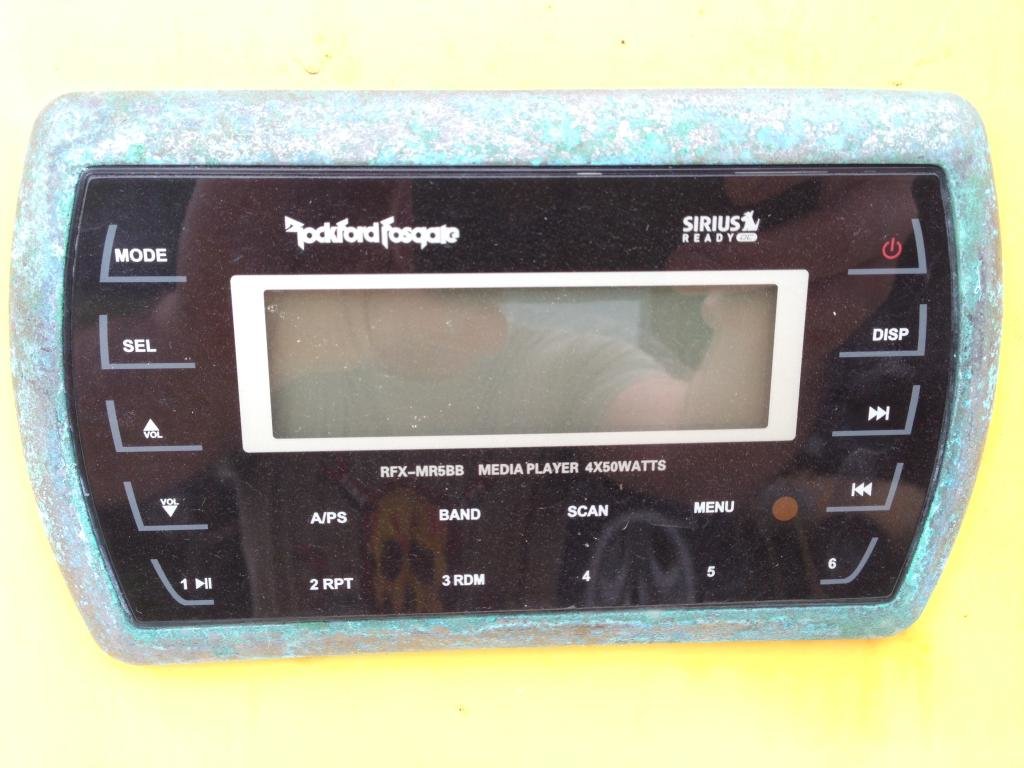 Rockford Fosgate
SIRIUS
READY
MODE
SEL
DISP
VOL
VOL
RFX-MR5BB MEDIA PLAYER 4X50WATTS
A/PS BAND SCAN MENU
1 2 RPT 3 RDM 4 5 6